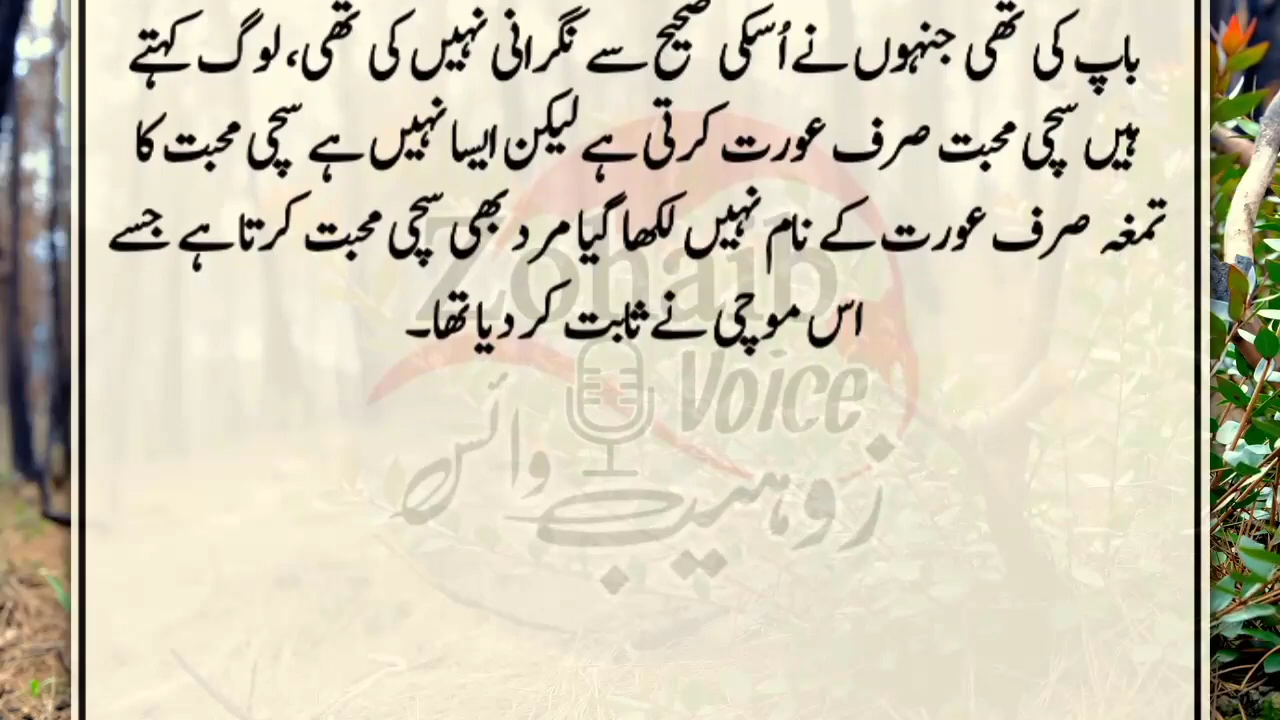 باپ کی تھی جنہوں نے اُسکی صحیح سے نگرانی نہیں کی تھی، لوگ کہتے
ہیں سچی محبت صرف عورت کرتی ہے لیکن ایسا نہیں ہے سچی محبت کا
تمغہ صرف عورت کے نام نہیں لکھا گیا مرد بھی سچی محبت کرتا ہے جسے
اس موچی نے ثابت کر دیا تھا۔
Zohaib
Voice
زوہیب وائس